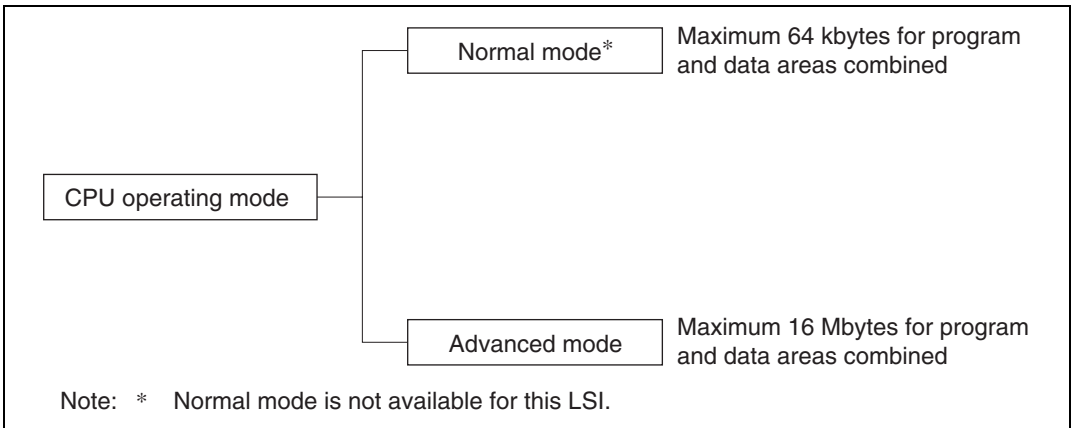 Normal mode*
Maximum 64 kbytes for program
and data areas combined
CPU operating mode
Advanced mode
Maximum 16 Mbytes for program
and data areas combined
Note: * Normal mode is not available for this LSI.